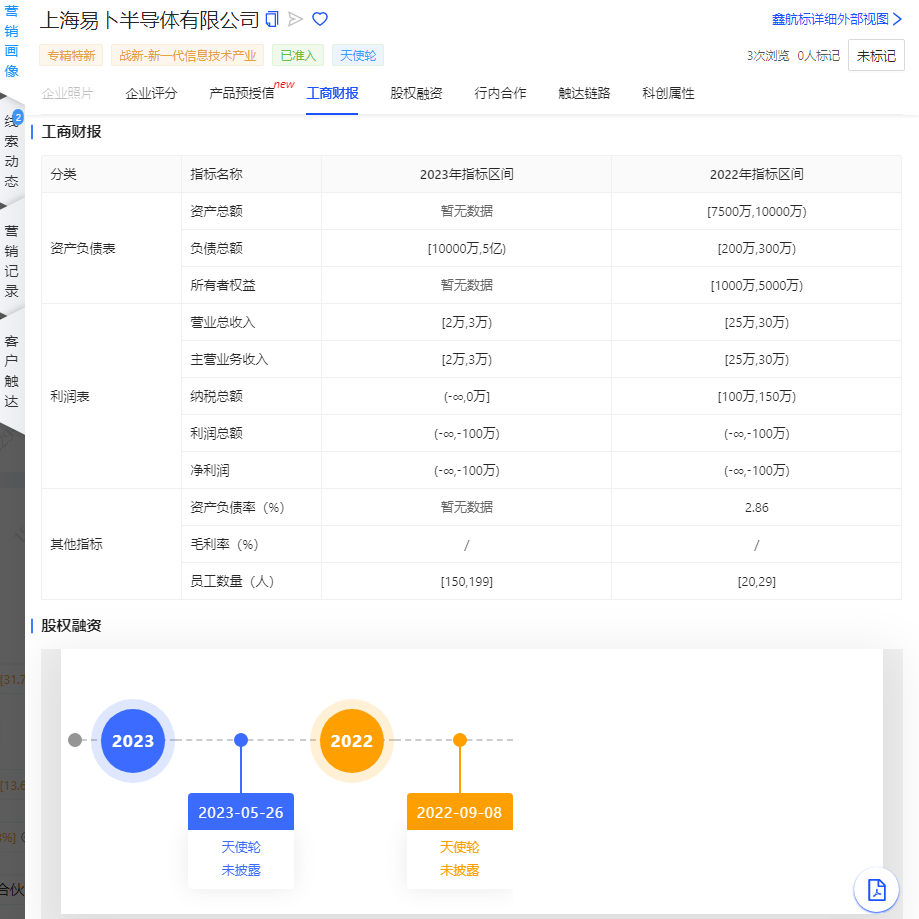 营销画像
线索动态
2
营销记录
客户触达
上海易卜半导体有限公司
鑫航标详细外部视图
专精特新
战新-新一代信息技术产业
已准入
天使轮
3次浏览 0人标记
未标记
企业照片 企业评分 产品预授信 new 工商财报 股权融资 行内合作 触达链路 科创属性
工商财报
分类 指标名称 2023年指标区间 2022年指标区间
资产负债表
资产总额 暂无数据 [7500万,10000万)
负债总额 [10000万,5亿) [200万,300万)
所有者权益 暂无数据 [1000万,5000万)
利润表
营业总收入 [2万,3万) [25万,30万)
主营业务收入 [2万,3万) [25万,30万)
纳税总额 (-∞,0万] [100万,150万)
利润总额 (-∞,-100万) (-∞,-100万)
净利润 (-∞,-100万) (-∞,-100万)
其他指标
资产负债率（%） 暂无数据 2.86
毛利率（%） / /
员工数量（人） [150,199] [20,29]
股权融资
2023
2023-05-26
天使轮
未披露
2022
2022-09-08
天使轮
未披露
[31.7
[13.6
%]
合伙